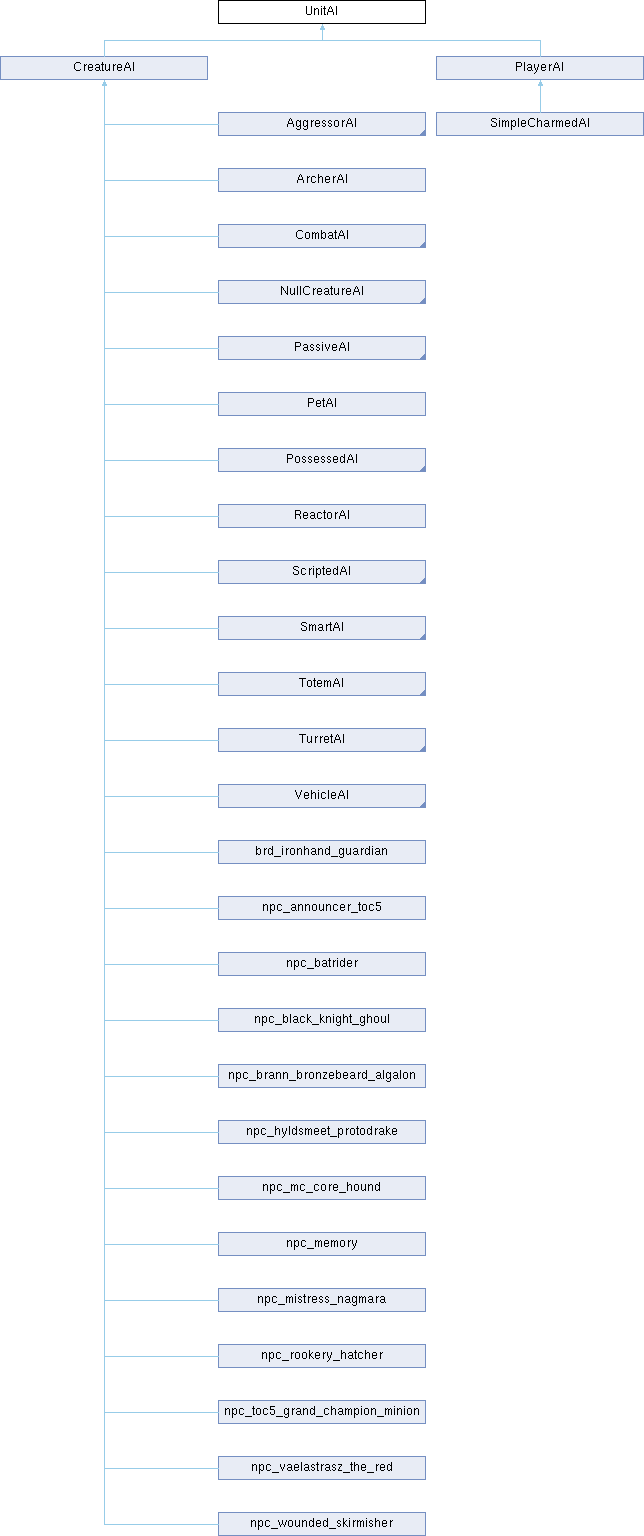 UnitAI
CreatureAI
PlayerAI
AggressorAI
SimpleCharmedAI
ArcherAI
CombatAI
NullCreatureAI
PassiveAI
PetAI
PossessedAI
ReactorAI
ScriptedAI
SmartAI
TotemAI
TurretAI
VehicleAI
brd_ironhand_guardian
npc_announcer_toc5
npc_batrider
npc_black_knight_ghoul
npc_brann_bronzebeard_algalon
npc_hyldsmeet_protodrake
npc_mc_core_hound
npc_memory
npc_mistress_nagmara
npc_rookery_hatcher
npc_toc5_grand_champion_minion
npc_vaelastrasz_the_red
npc_wounded_skirmisher